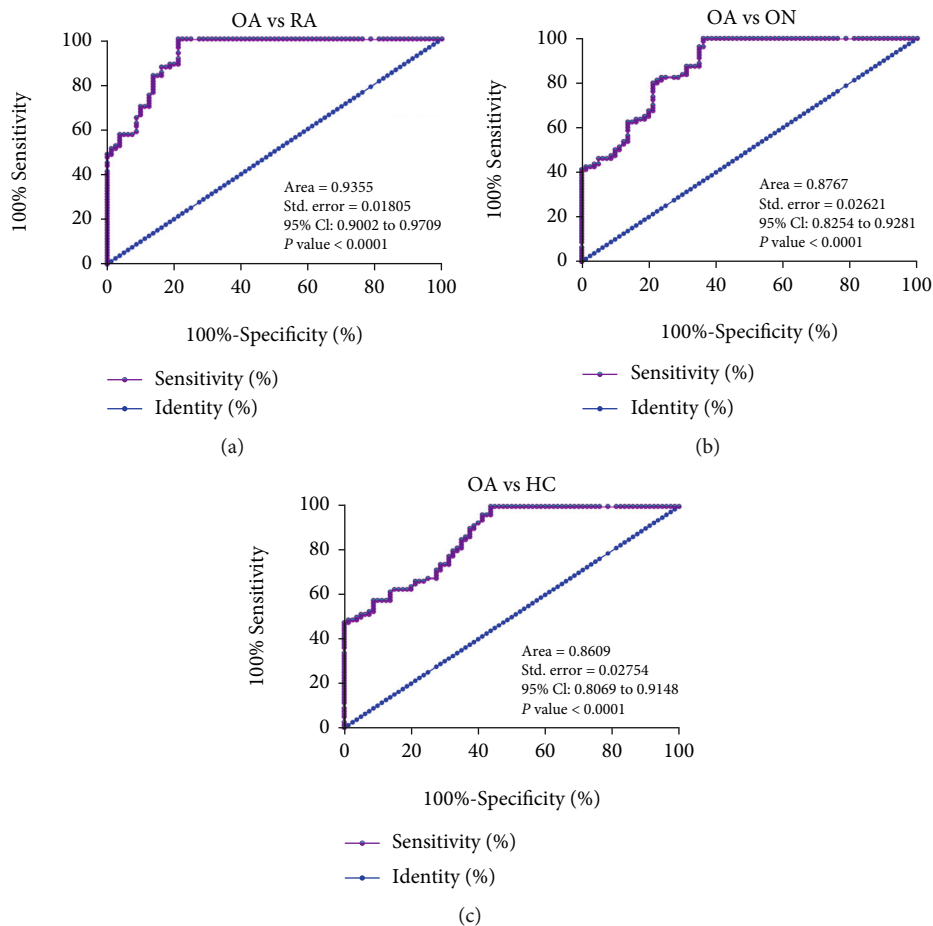 OA vs RA
100% Sensitivity
100
80
60
40
20
0
0 20 40 60 80 100
Area = 0.9355
Std. error = 0.01805
95% Cl: 0.9002 to 0.9709
P value < 0.0001
100%-Specificity (%)
Sensitivity (%)
Identity (%)
(a)
OA vs ON
100% Sensitivity
100
80
60
40
20
0
0 20 40 60 80 100
Area = 0.8767
Std. error = 0.02621
95% Cl: 0.8254 to 0.9281
P value < 0.0001
100%-Specificity (%)
Sensitivity (%)
Identity (%)
(b)
OA vs HC
100% Sensitivity
100
80
60
40
20
0
0 20 40 60 80 100
Area = 0.8609
Std. error = 0.02754
95% Cl: 0.8069 to 0.9148
P value < 0.0001
100%-Specificity (%)
Sensitivity (%)
Identity (%)
(c)